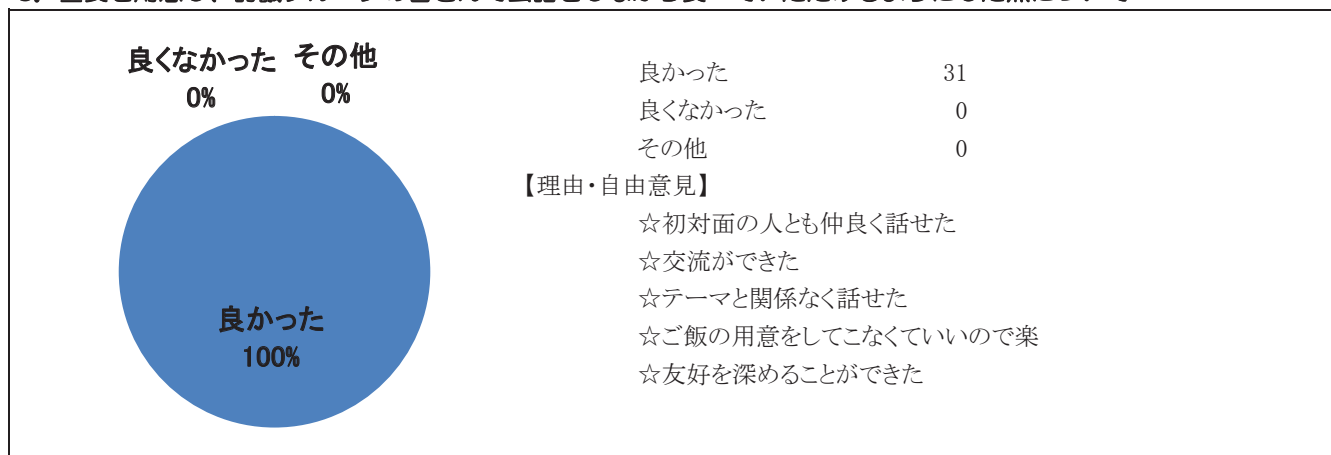 良くなかった その他
0% 0%
良かった
100%
良かった 31
良くなかった 0
その他 0
【理由・自由意見】
☆初対面の人とも仲良く話せた
☆交流ができた
☆テーマと関係なく話せた
☆ご飯の用意をしてこなくていいので楽
☆友好を深めることができた